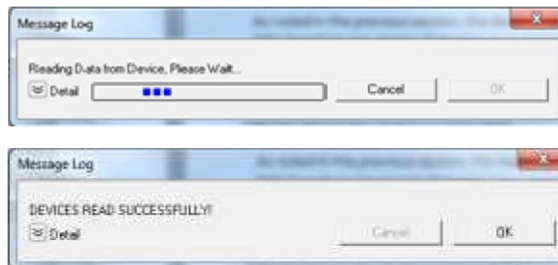 Message Log
Reading Data from Device, Please Wait...
Detail Cancel OK
Message Log
DEVICES READ SUCCESSFULLY!
Detail Cancel OK